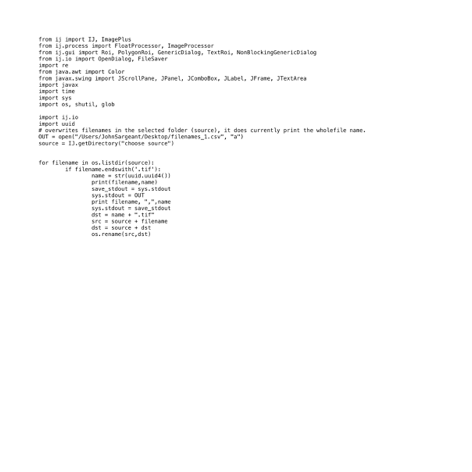 from ij import IJ, ImagePlus
from ij.process import FloatProcessor, ImageProcessor
from ij.gui import Roi, PolygonRoi, GenericDialog, TextRoi, NonBlockingGenericDialog
from ij.io import OpenDialog, FileSaver
import re
from java.awt import Color
from javax.swing import JScrollPane, JPanel, JComboBox, JLabel, JFrame, JTextArea
import javax
import time
import sys
import os, shutil, glob

import ij.io
import uuid
# overwrites filenames in the selected folder (source), it does currently print the wholefile name.
OUT = open("/Users/JohnSargeant/Desktop/filenames_1.csv", "a")
source = IJ.getDirectory("choose source")

for filename in os.listdir(source):
        if filename.endswith('.tif'):
                name = str(uuid.uuid4())
                print(filename,name)
                save_stdout = sys.stdout
                sys.stdout = OUT
                print filename, ",",name
                sys.stdout = save_stdout
                dst = name + ".tif"
                src = source + filename
                dst = source + dst
                os.rename(src,dst)